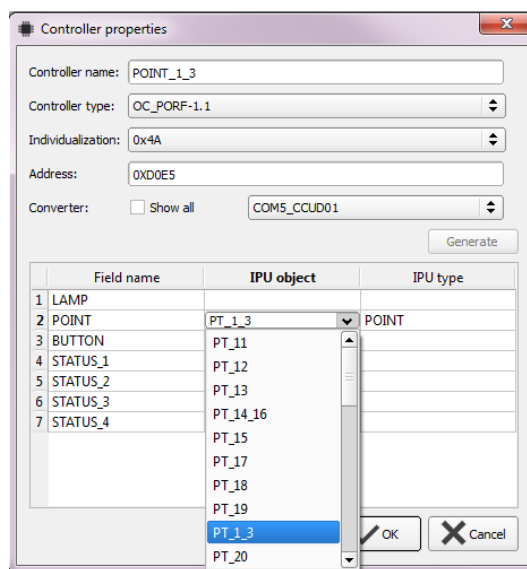 Controller properties
Controller name: POINT_1_3
Controller type: OC_PORF-1.1
Individualization: 0x4A
Address: 0XD0E5
Converter: Show all COM5_CCUD01
Generate
Field name IPU object IPU type
1 LAMP
2 POINT PT_1_3 POINT
3 BUTTON PT_11
4 STATUS_1 PT_12
5 STATUS_2 PT_13
6 STATUS_3 PT_14_16
7 STATUS_4 PT_15
PT_17
PT_18
PT_19
PT_1_3 OK Cancel
PT_20